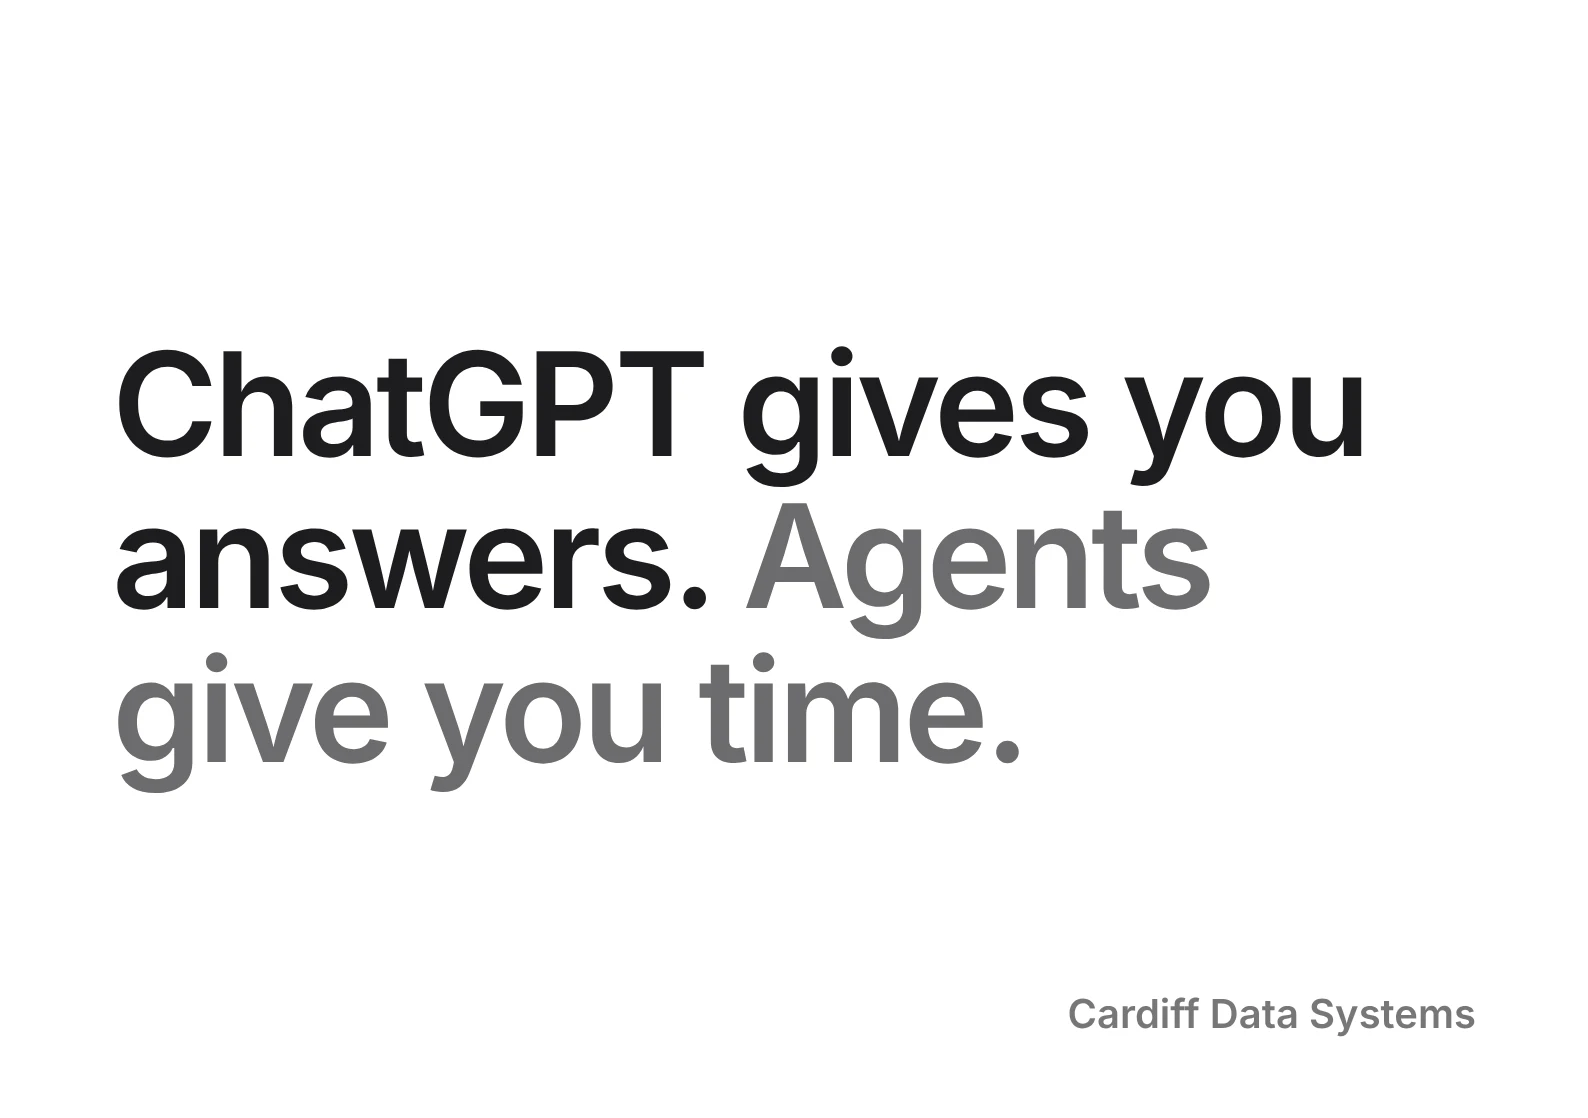 ChatGPT gives you
answers. Agents
give you time.
Cardiff Data Systems